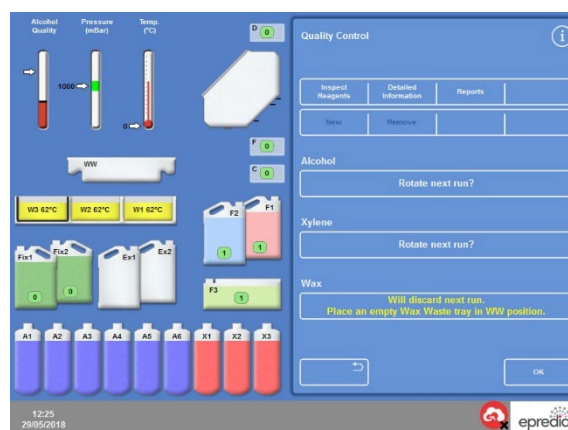 Alcohol
Quality
Pressure
(mBar)
Temp.
(°C)
1000
0
D 0
F 0
C 0
WW
W3 62°C
W2 62°C
W1 62°C
Fix1
Fix2
0
0
Ex1
Ex2
F2
F1
1
1
F3
1
A1
A2
A3
A4
A5
A6
X1
X2
X3
12:25
29/05/2018
Quality Control
i
Inspect
Reagents
Detailed
Information
Reports
New
Remove
Alcohol
Rotate next run?
Xylene
Rotate next run?
Wax
Will discard next run.
Place an empty Wax Waste tray in WW position.
OK
epredia